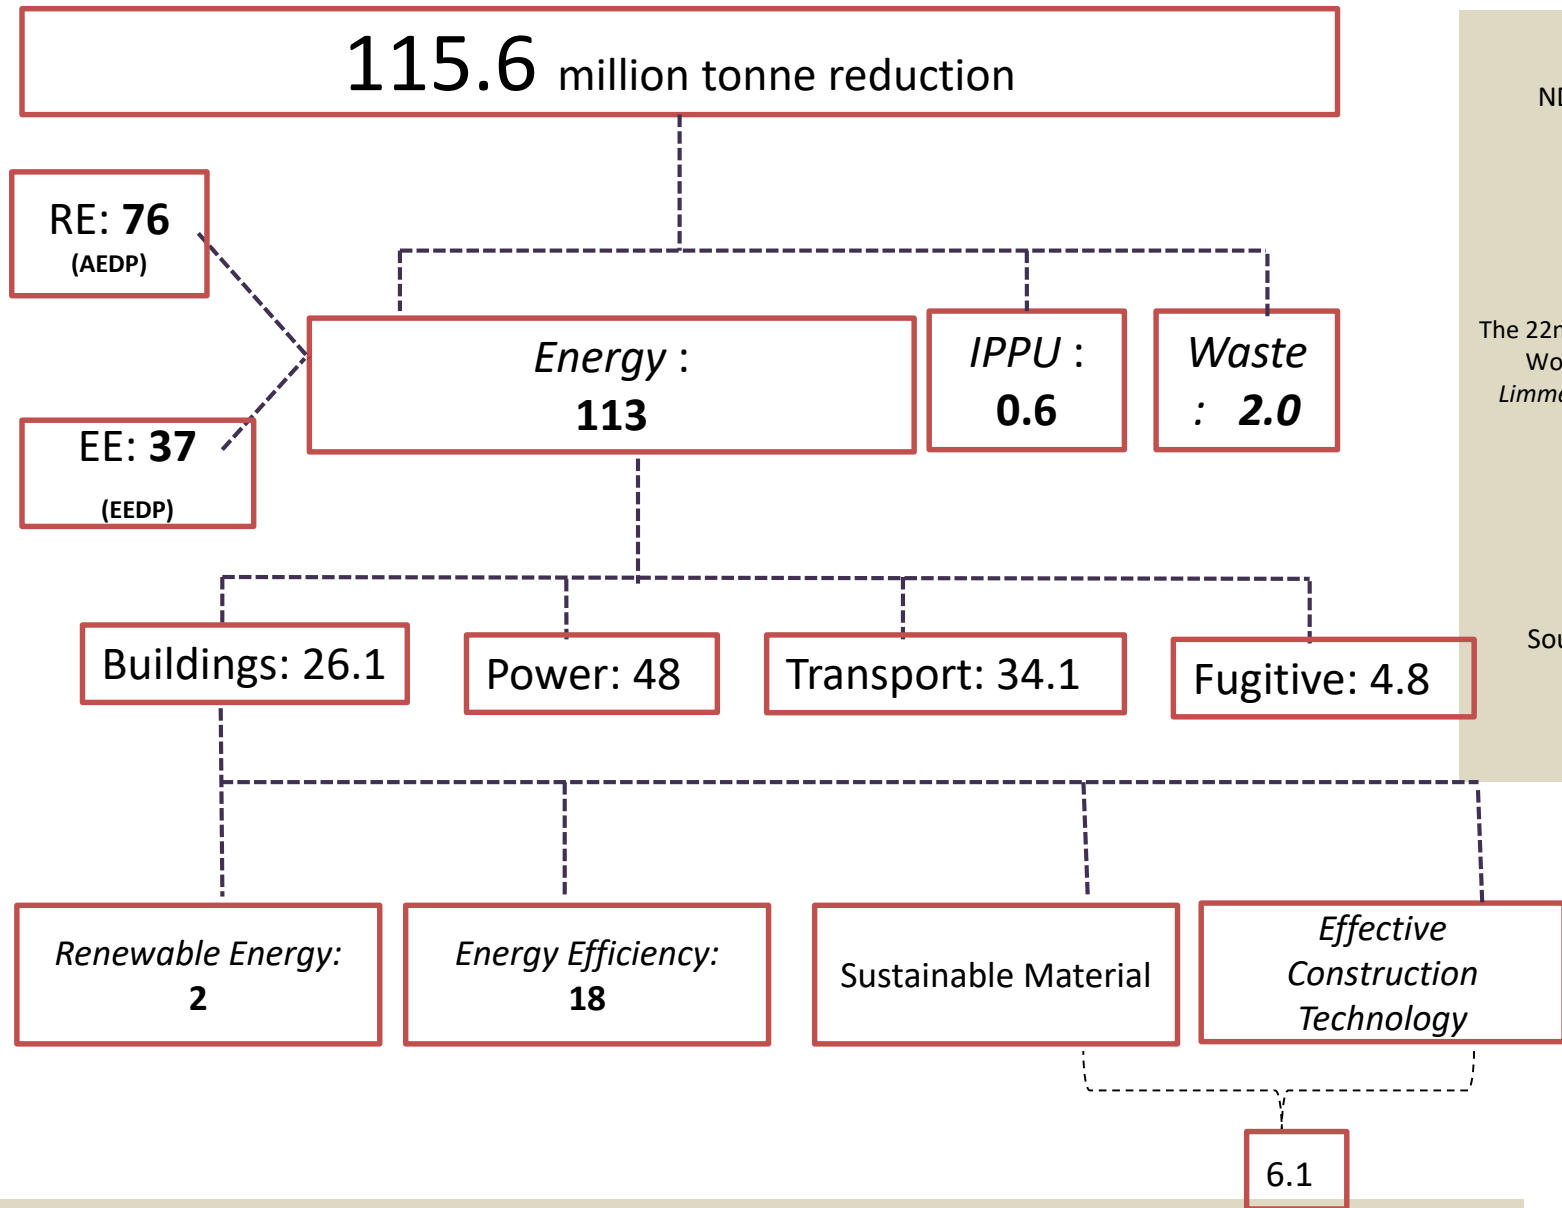 115.6 million tonne reduction
RE: 76
(AEDP)
Energy :
113
IPPU :
0.6
Waste
: 2.0
EE: 37
(EEDP)
The
Buildings: 26.1
Power: 48
Transport: 34.1
Fugitive: 4.8
Renewable Energy:
2
Energy Efficiency:
18
Sustainable Material
Effective
Construction
Technology
6.1